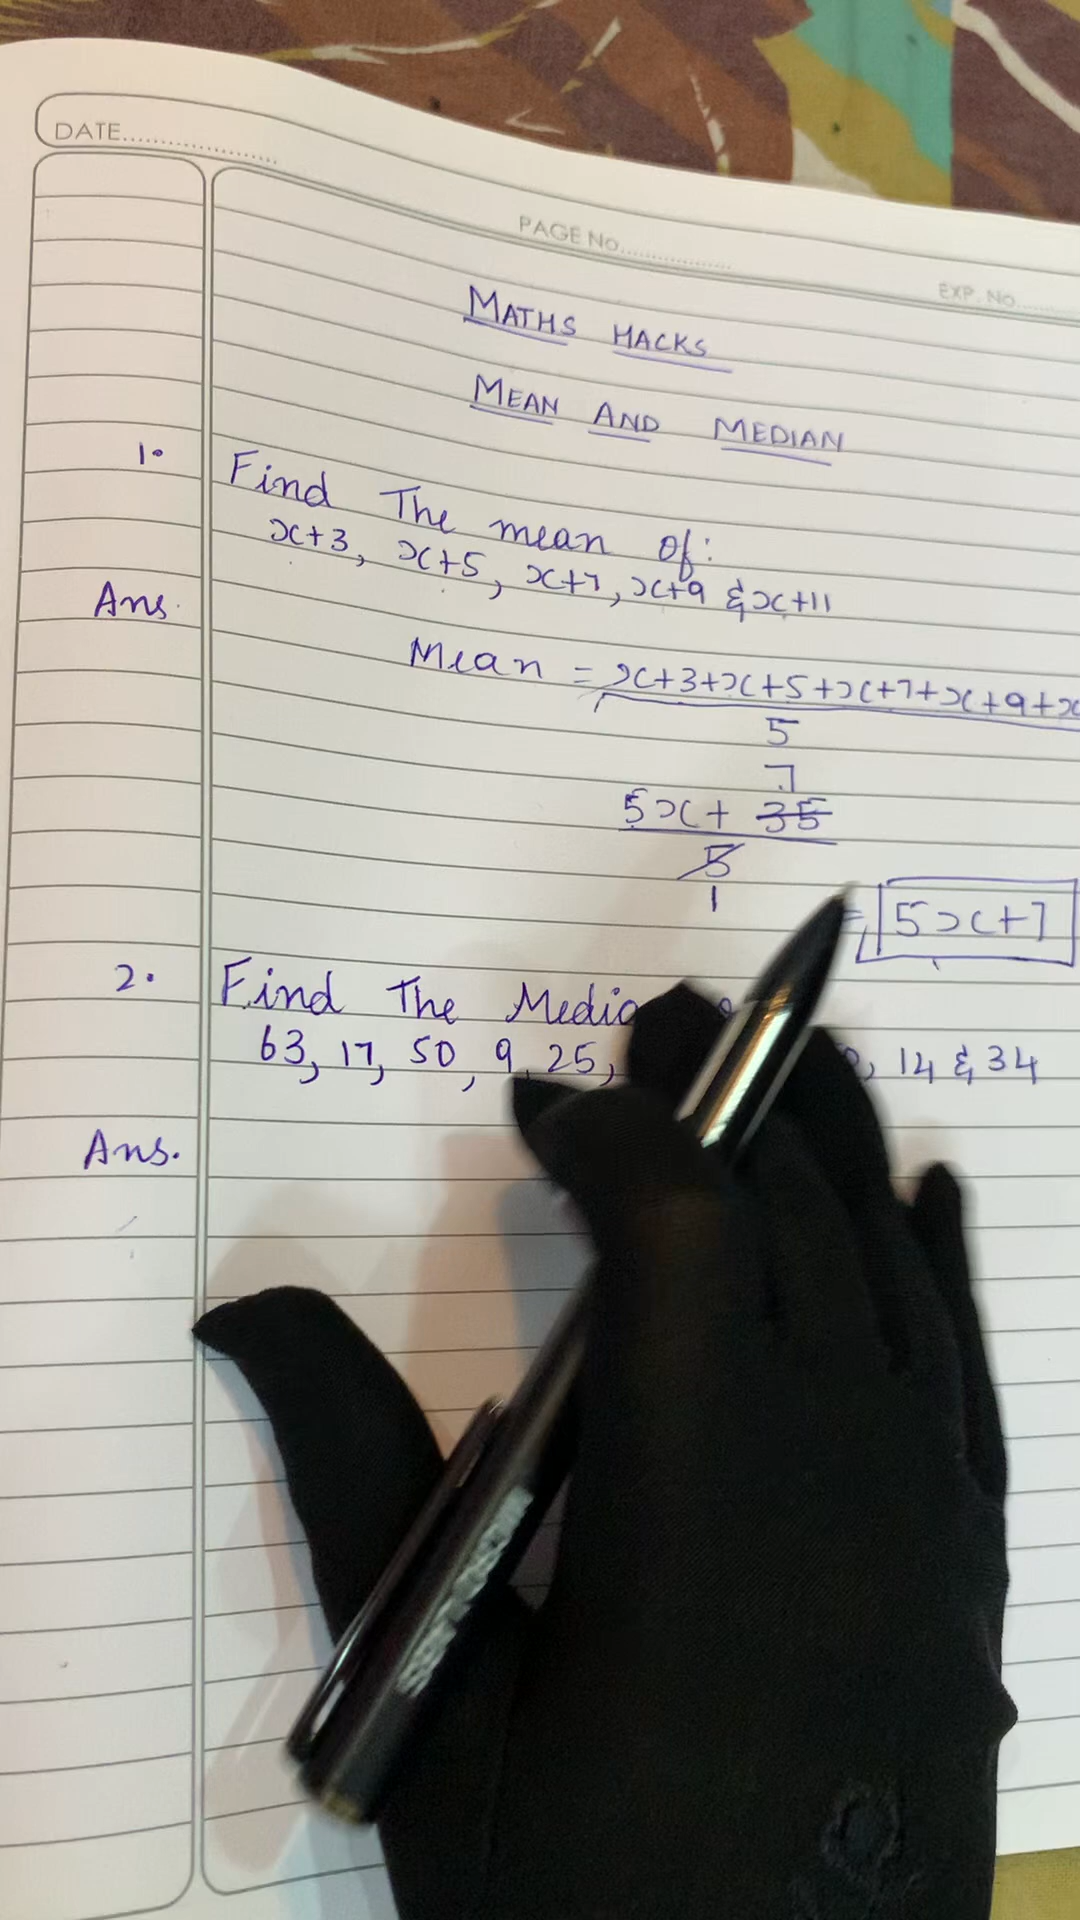 DATE
PAGE No
EXP. NO.
MATHS HACKS
MEAN AND MEDIAN
1. Find The mean of:
x+3, x+5, x+7, x+9 & x+11
Ans.
Mean = x+3+x+5+x+7+x+9+x
5
7
5x+ 35
5
1
= 5x+7
2. Find The
63, 17, 50, 9, 25, , 14 & 34
Ans.